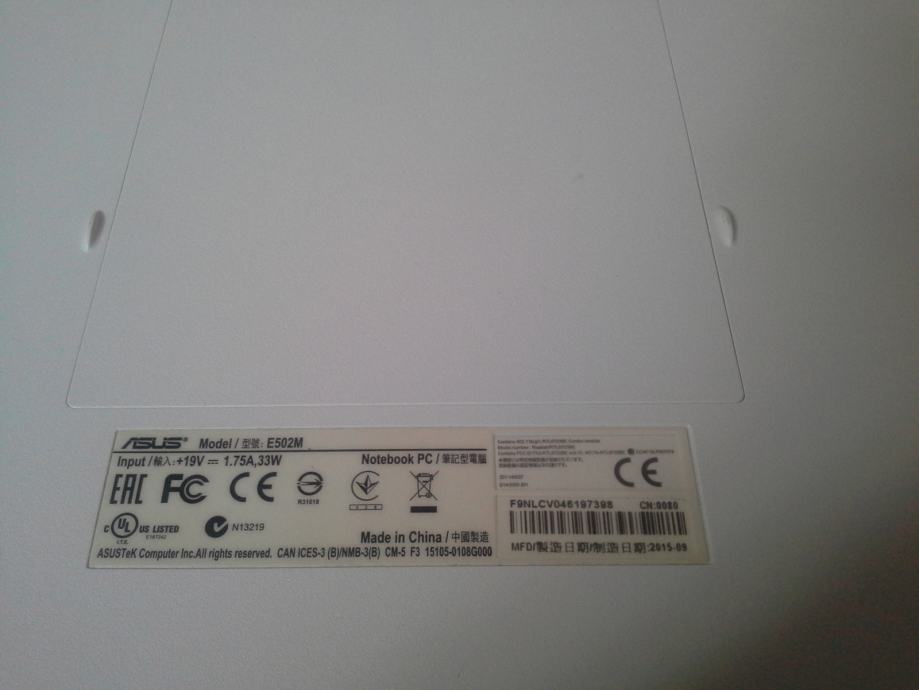 ASUS® Model / 型號: E502M
Input / 輸入: +19V ⎓ 1.75A, 33W Notebook PC / 筆記型電腦
EAC FC CE R31018
C UL US LISTED N13219
I.T.E. E187242
Made in China / 中國製造
ASUSTeK Computer Inc. All rights reserved. CAN ICES-3 (B)/NMB-3(B) CM-5 F3 15105-0108G000
CE
F9NLCV046197398 CN:0080
MFD/製造日期/制造日期:2015-09